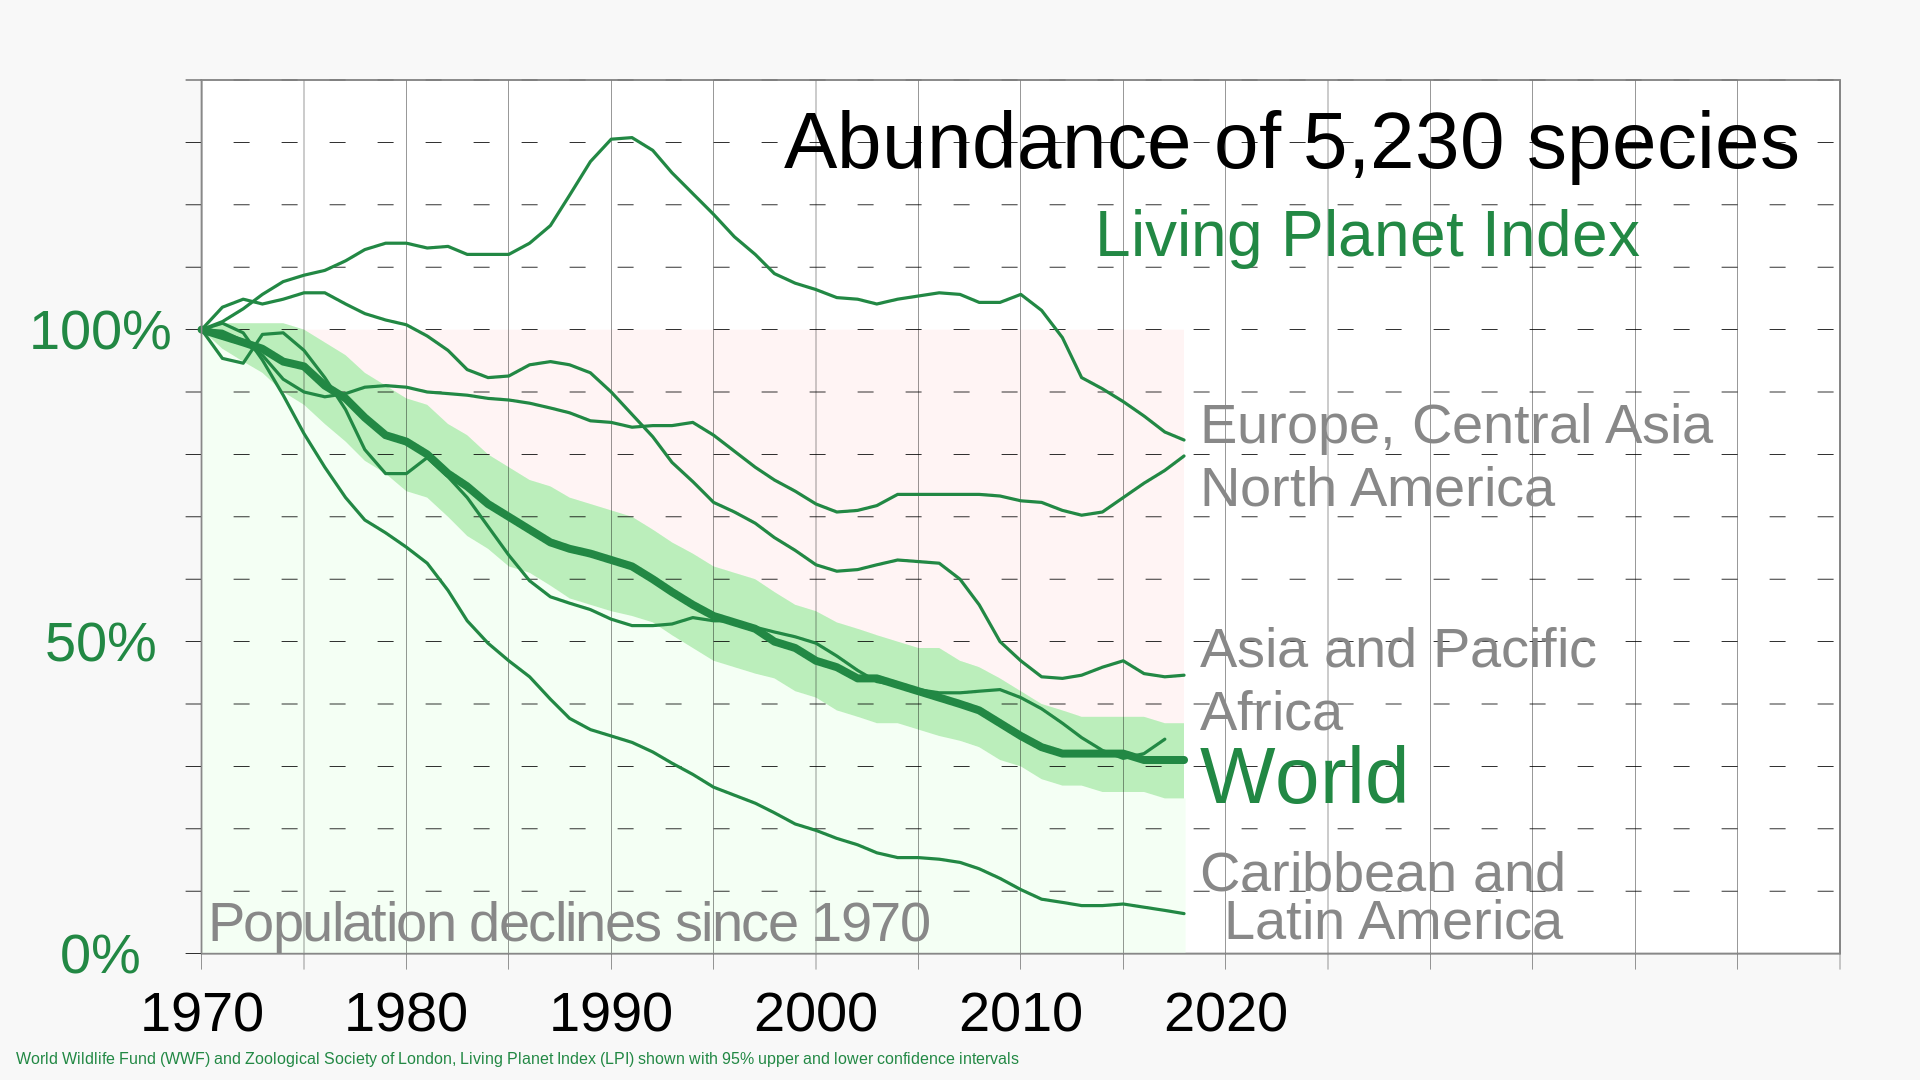 Abundance of 5,230 species
Living Planet Index
100%
Europe, Central Asia
North America
50%
Asia and Pacific
Africa
World
Caribbean and
Latin America
Population declines since 1970
0%
1970 1980 1990 2000 2010 2020
World Wildlife Fund (WWF) and Zoological Society of London, Living Planet Index (LPI) shown with 95% upper and lower confidence intervals